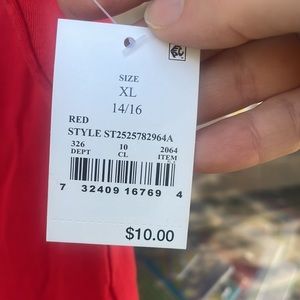 SIZE
XL
14/16
RED
STYLE ST2525782964A
326 10 2064
DEPT CL ITEM
7 32409 16769 4
$10.00